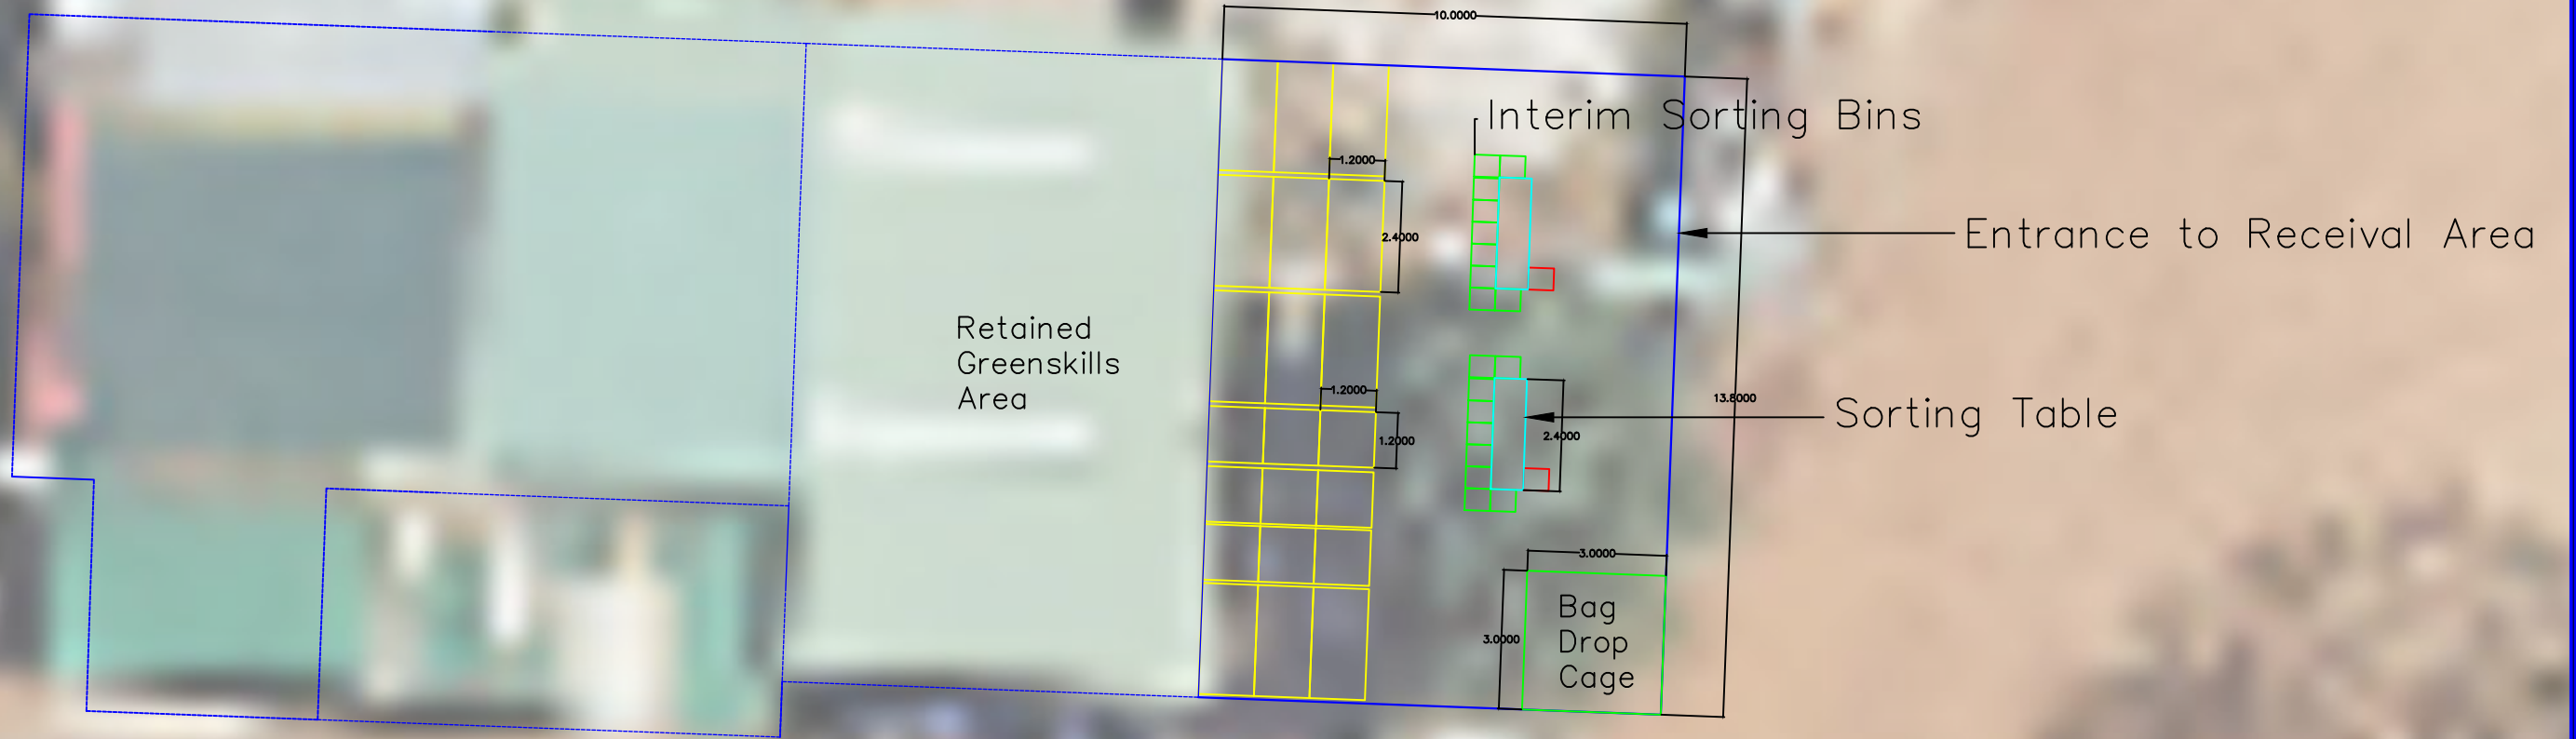 10.0000
Interim Sorting Bins
1.2000
Entrance to Receival Area
2.4000
Retained
Greenskills
Area
1.2000
13.8000
Sorting Table
1.2000
2.4000
3.0000
Bag
Drop
Cage
3.0000